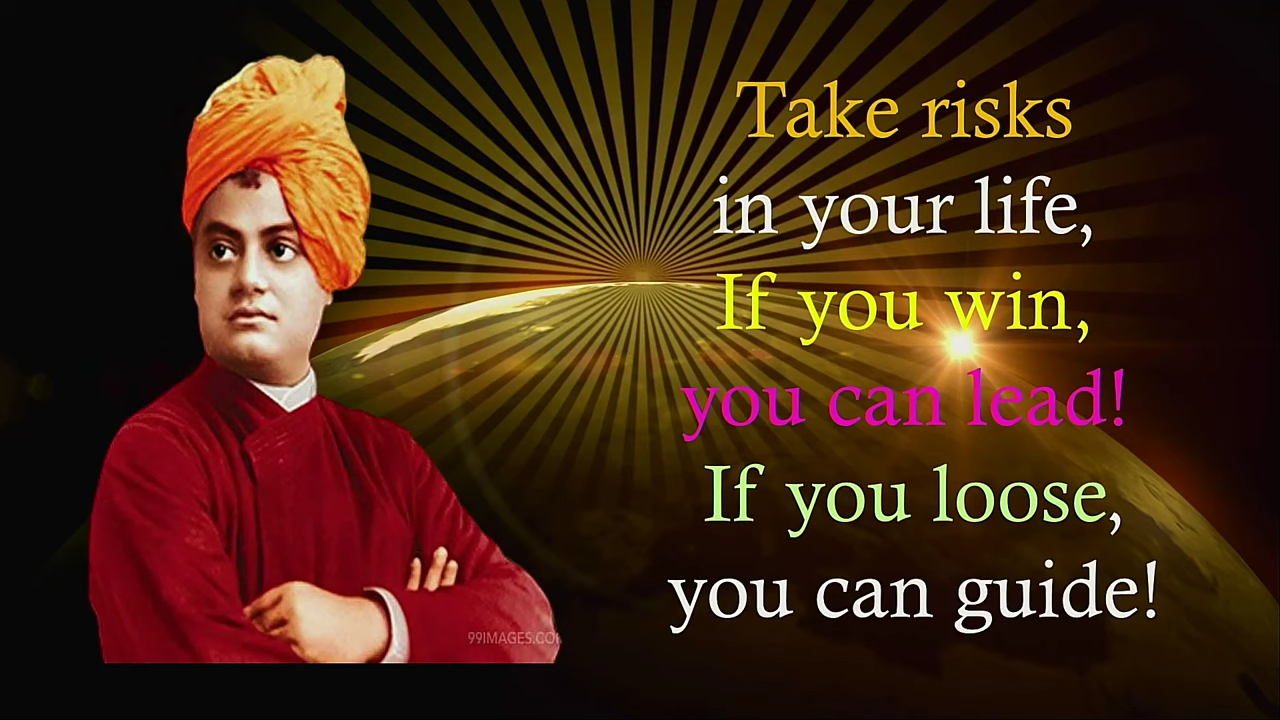 Take risks
in your life,
If you win,
you can lead!
If you loose,
you can guide!
99IMAGES.CO